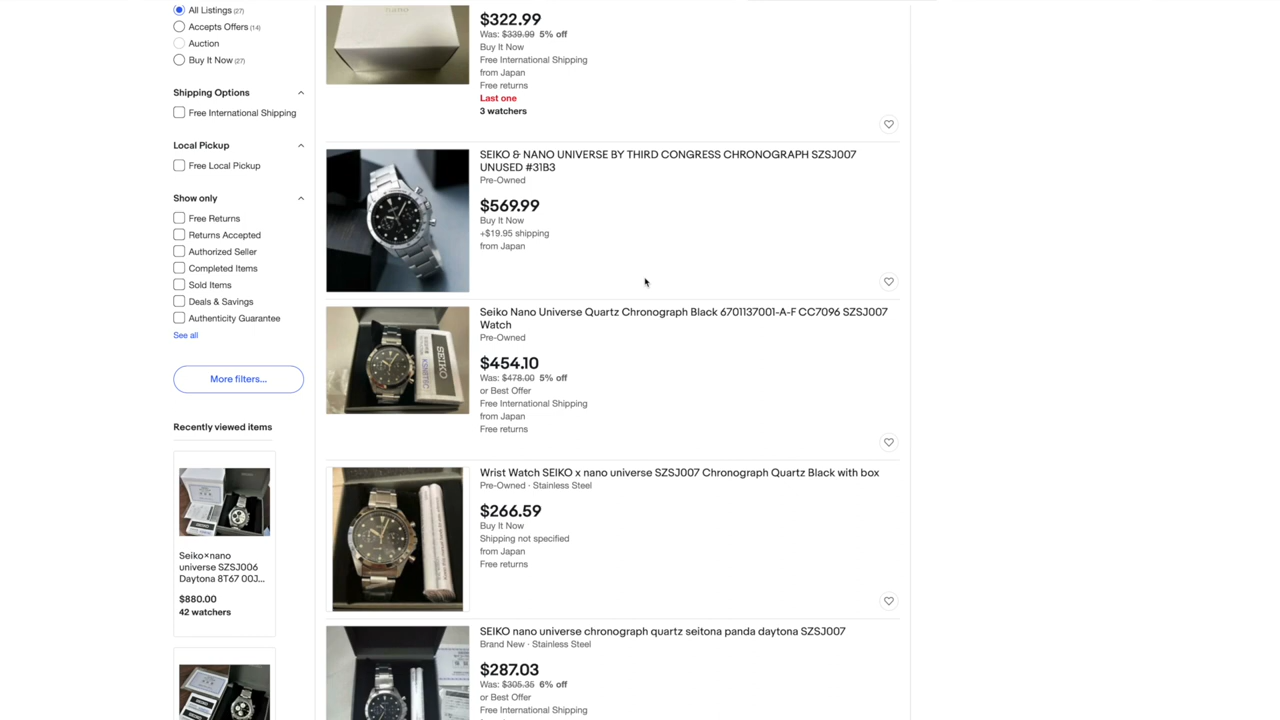 All Listings (27)
Accepts Offers (14)
Auction
Buy It Now (27)
Shipping Options
Free International Shipping
Local Pickup
Free Local Pickup
Show only
Free Returns
Returns Accepted
Authorized Seller
Completed Items
Sold Items
Deals & Savings
Authenticity Guarantee
See all
More filters...
Recently viewed items
Seiko×nano
universe SZSJ006
Daytona 8T67 00J...
$880.00
42 watchers
$322.99
Was: $339.99 5% off
Buy It Now
Free International Shipping
from Japan
Free returns
Last one
3 watchers
SEIKO & NANO UNIVERSE BY THIRD CONGRESS CHRONOGRAPH SZSJ007
UNUSED #31B3
Pre-Owned
$569.99
Buy It Now
+$19.95 shipping
from Japan
Seiko Nano Universe Quartz Chronograph Black 6701137001-A-F CC7096 SZSJ007
Watch
Pre-Owned
$454.10
Was: $478.00 5% off
or Best Offer
Free International Shipping
from Japan
Free returns
SEIKO
Wrist Watch SEIKO x nano universe SZSJ007 Chronograph Quartz Black with box
Pre-Owned · Stainless Steel
$266.59
Buy It Now
Shipping not specified
from Japan
Free returns
SEIKO nano universe chronograph quartz seitona panda daytona SZSJ007
Brand New · Stainless Steel
$287.03
Was: $305.35 6% off
or Best Offer
Free International Shipping